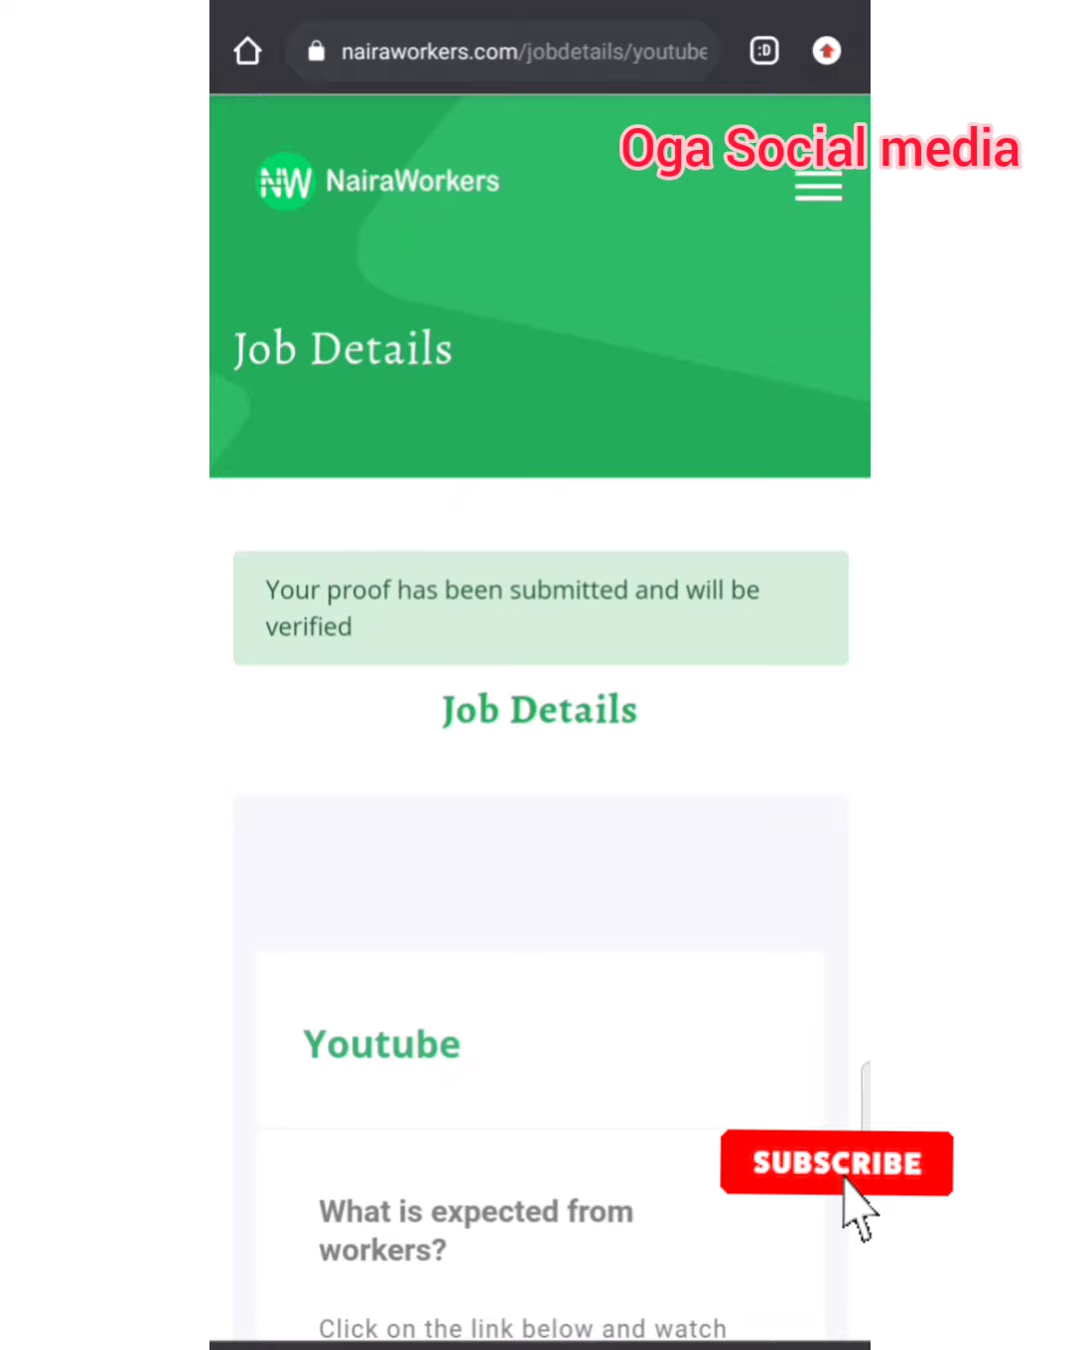 nairaworkers.com/jobdetails/youtube
:D
Oga Social media
NW NairaWorkers
Job Details
Your proof has been submitted and will be
verified
Job Details
Youtube
SUBSCRIBE
What is expected from
workers?
Click on the link below and watch